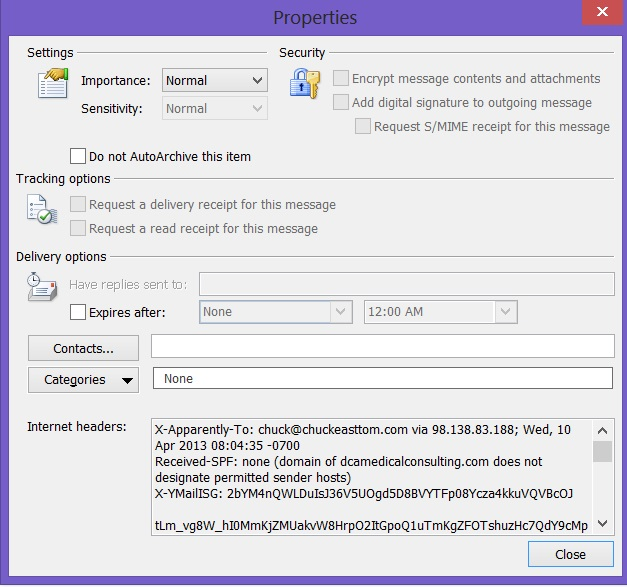 Properties
Settings
Security
Importance:
Normal
Encrypt message contents and attachments
Sensitivity:
Normal
Add digital signature to outgoing message
Request S/MIME receipt for this message
Do not AutoArchive this item
Tracking options
Request a delivery receipt for this message
Request a read receipt for this message
Delivery options
Have replies sent to:
Expires after:
None
12:00 AM
Contacts...
Categories
None
Internet headers:
X-Apparently-To: chuck@chuckeasttom.com via 98.138.83.188; Wed, 10
Apr 2013 08:04:35 -0700
Received-SPF: none (domain of dcamedicalconsulting.com does not
designate permitted sender hosts)
X-YMailISG: 2bYM4nQWLDuIsJ36V5UOgd5D8BVYTFp08Ycza4kkuVQVBcOJ
tLm_vg8W_hI0MmKjZMUakvW8HrpO2ItGpoQ1uTmKgZFOTshuzHc7QdY9cMp
Close